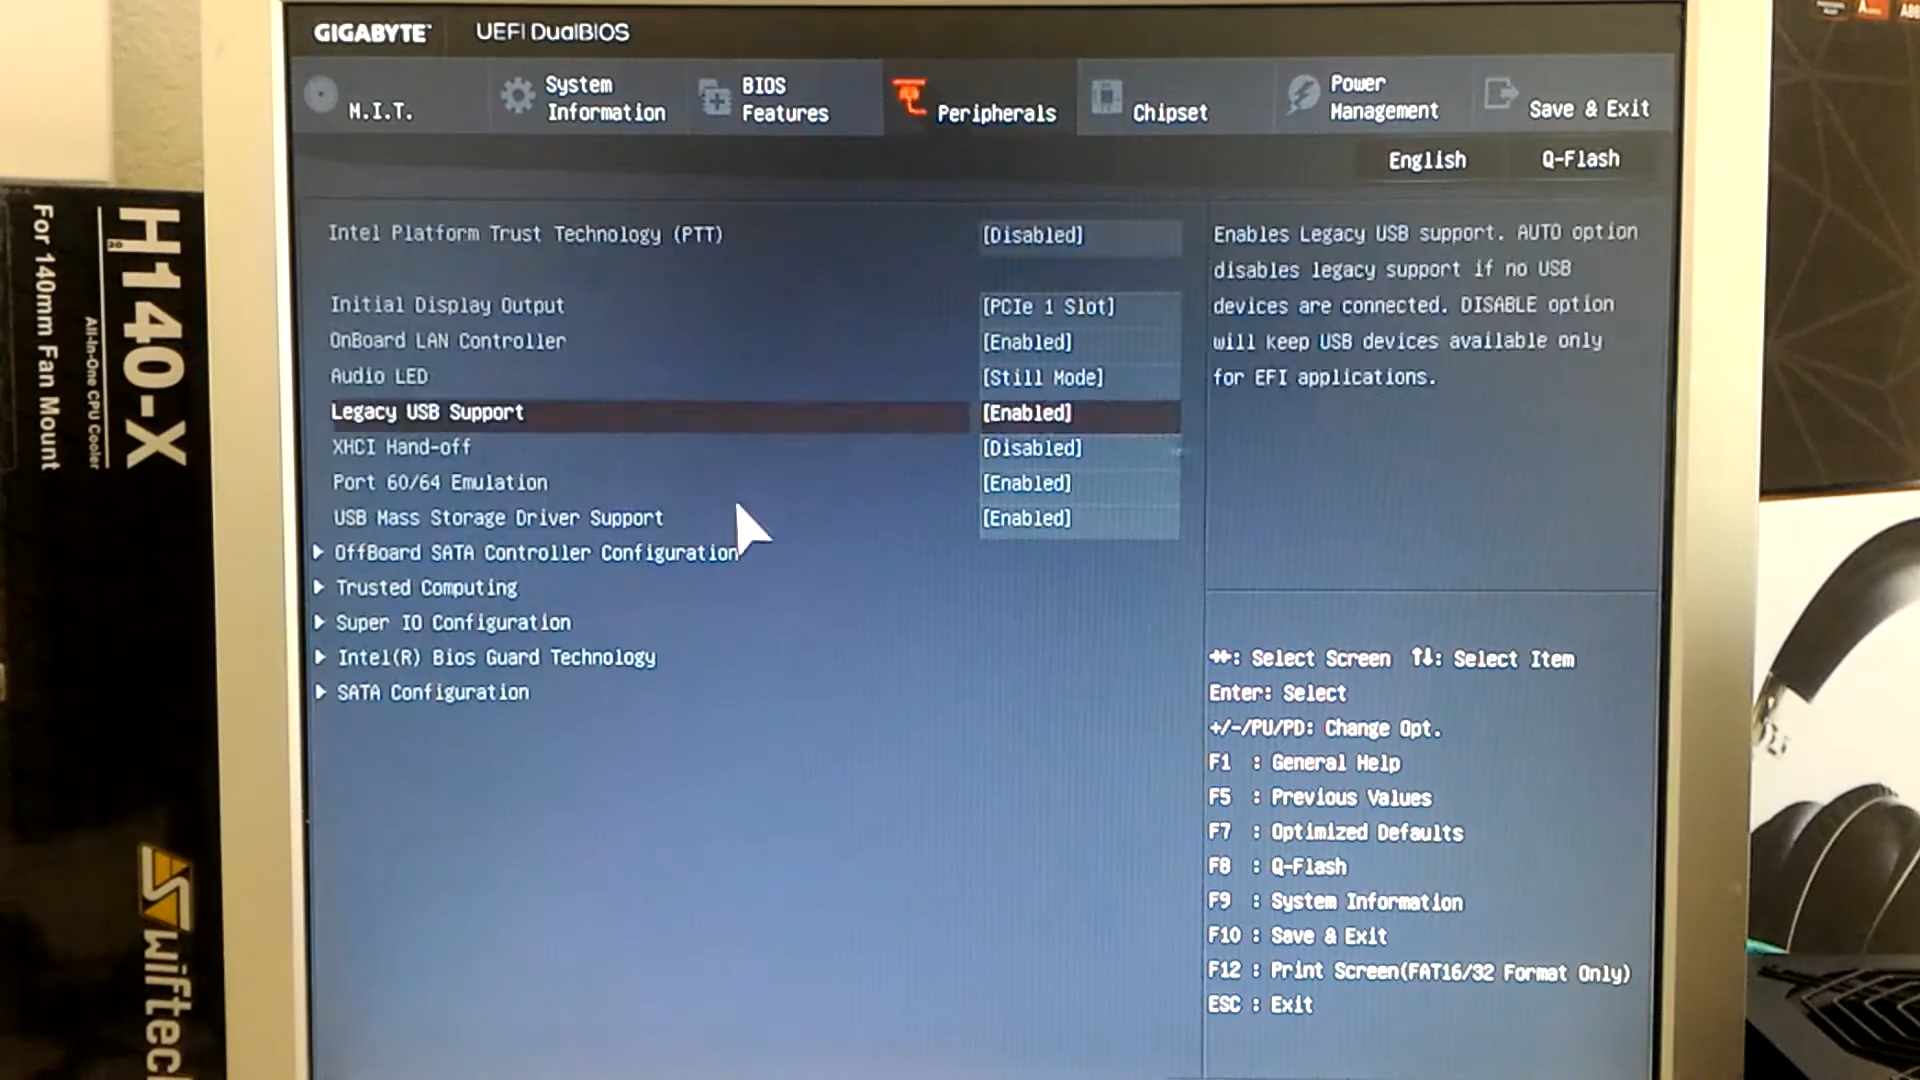 GIGABYTE™ UEFI DualBIOS
M.I.T.
System Information
BIOS Features
Peripherals
Chipset
Power Management
Save & Exit
English Q-Flash
Intel Platform Trust Technology (PTT) [Disabled]
Initial Display Output [PCIe 1 Slot]
OnBoard LAN Controller [Enabled]
Audio LED [Still Mode]
Legacy USB Support [Enabled]
XHCI Hand-off [Disabled]
Port 60/64 Emulation [Enabled]
USB Mass Storage Driver Support [Enabled]
OffBoard SATA Controller Configuration
Trusted Computing
Super IO Configuration
Intel(R) Bios Guard Technology
SATA Configuration
Enables Legacy USB support. AUTO option
disables legacy support if no USB
devices are connected. DISABLE option
will keep USB devices available only
for EFI applications.
→←: Select Screen ↑↓: Select Item
Enter: Select
+/-/PU/PD: Change Opt.
F1 : General Help
F5 : Previous Values
F7 : Optimized Defaults
F8 : Q-Flash
F9 : System Information
F10 : Save & Exit
F12 : Print Screen(FAT16/32 Format Only)
ESC : Exit
H140-X
All-In-One CPU Cooler
For 140mm Fan Mount
Swiftec